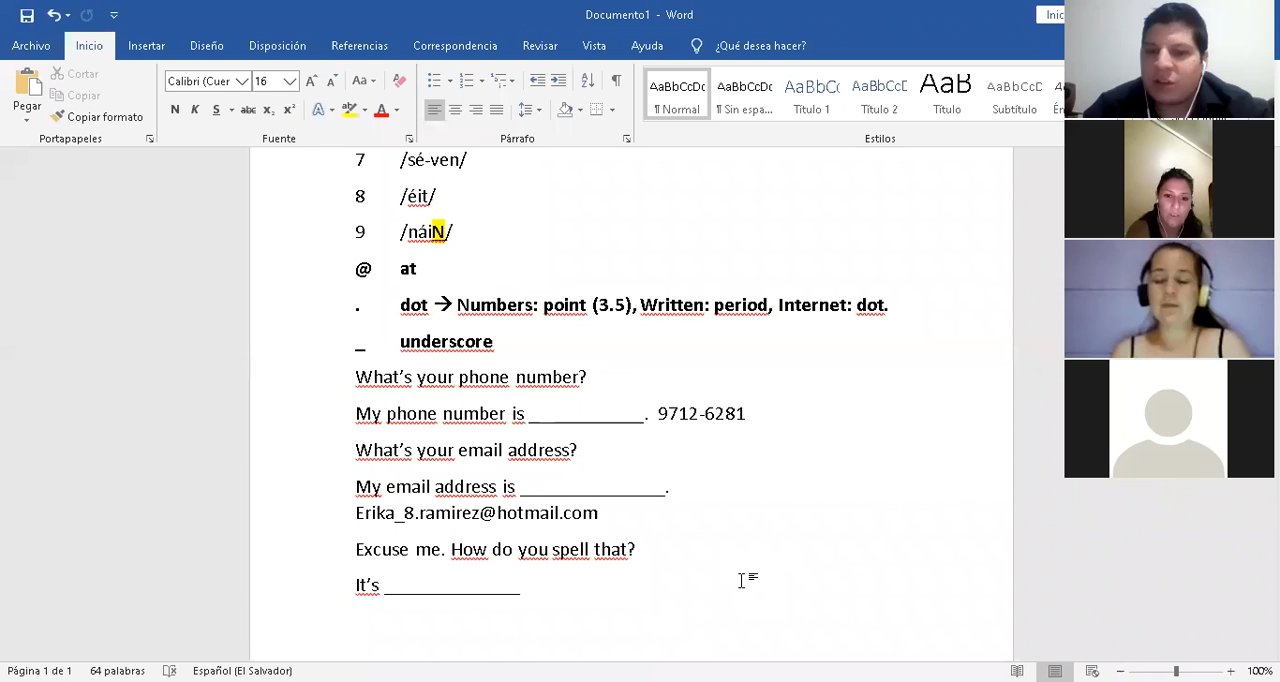 Documento1 - Word
Inic
Archivo Inicio Insertar Diseño Disposición Referencias Correspondencia Revisar Vista Ayuda ¿Qué desea hacer?
Pegar
Cortar
Copiar
Copiar formato
Calibri (Cuer 16
N K S abc x₂ x²
AaBbCcDc AaBbCcDc AaBbCc AaBbCcD AaB AaBbCcD
¶ Normal ¶ Sin espa... Título 1 Título 2 Título Subtítulo
Portapapeles Fuente Párrafo Estilos
7 /sé-ven/
8 /éit/
9 /náiN/
@ at
. dot → Numbers: point (3.5), Written: period, Internet: dot.
_ underscore
What's your phone number?
My phone number is ____________. 9712-6281
What's your email address?
My email address is _______________.
Erika_8.ramirez@hotmail.com
Excuse me. How do you spell that?
It's ______________
Página 1 de 1 64 palabras Español (El Salvador) 100%